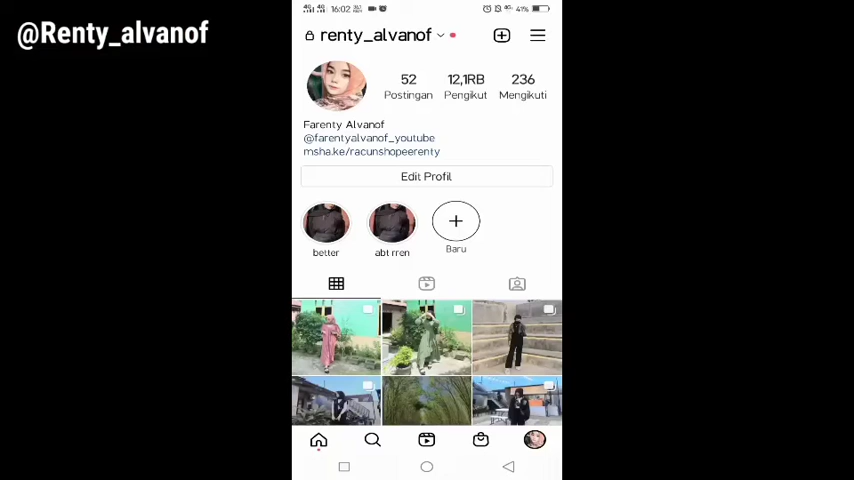 @Renty_alvanof
16:02
41%
renty_alvanof
52
12,1RB
236
Postingan
Pengikut
Mengikuti
Farenty Alvanof
@farentyalvanof_youtube
msha.ke/racunshopeerenty
Edit Profil
better
abt rren
Baru